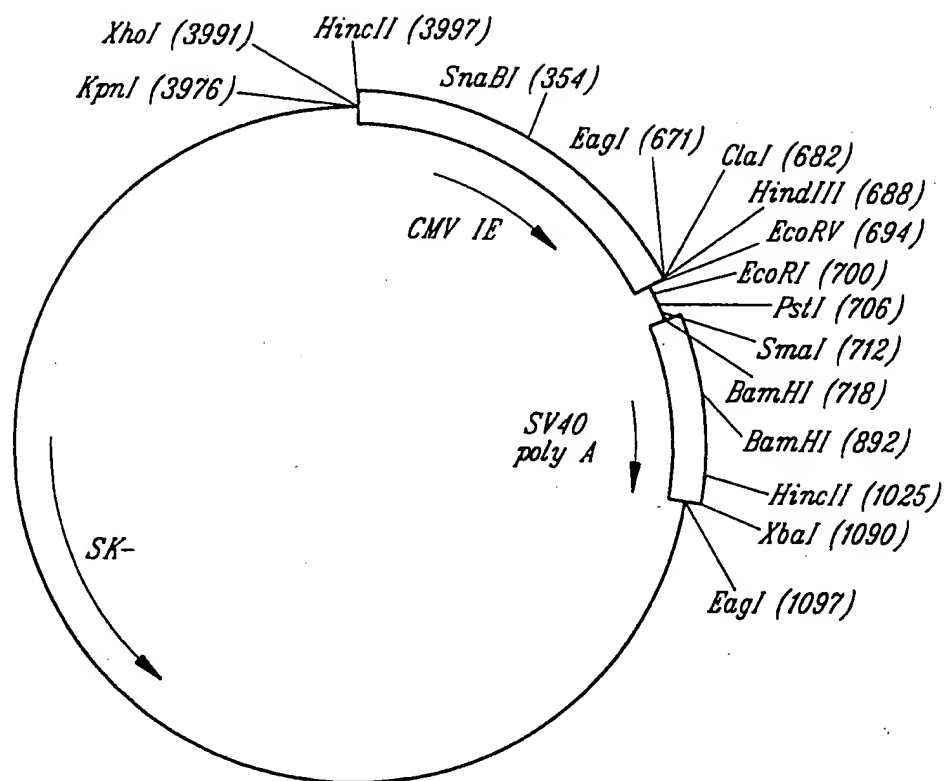 XhoI (3991)
HincII (3997)
KpnI (3976)
SnaBI (354)
EagI (671)
ClaI (682)
HindIII (688)
EcoRV (694)
EcoRI (700)
PstI (706)
SmaI (712)
BamHI (718)
BamHI (892)
HincII (1025)
XbaI (1090)
EagI (1097)
CMV IE
SV40
poly A
SK-